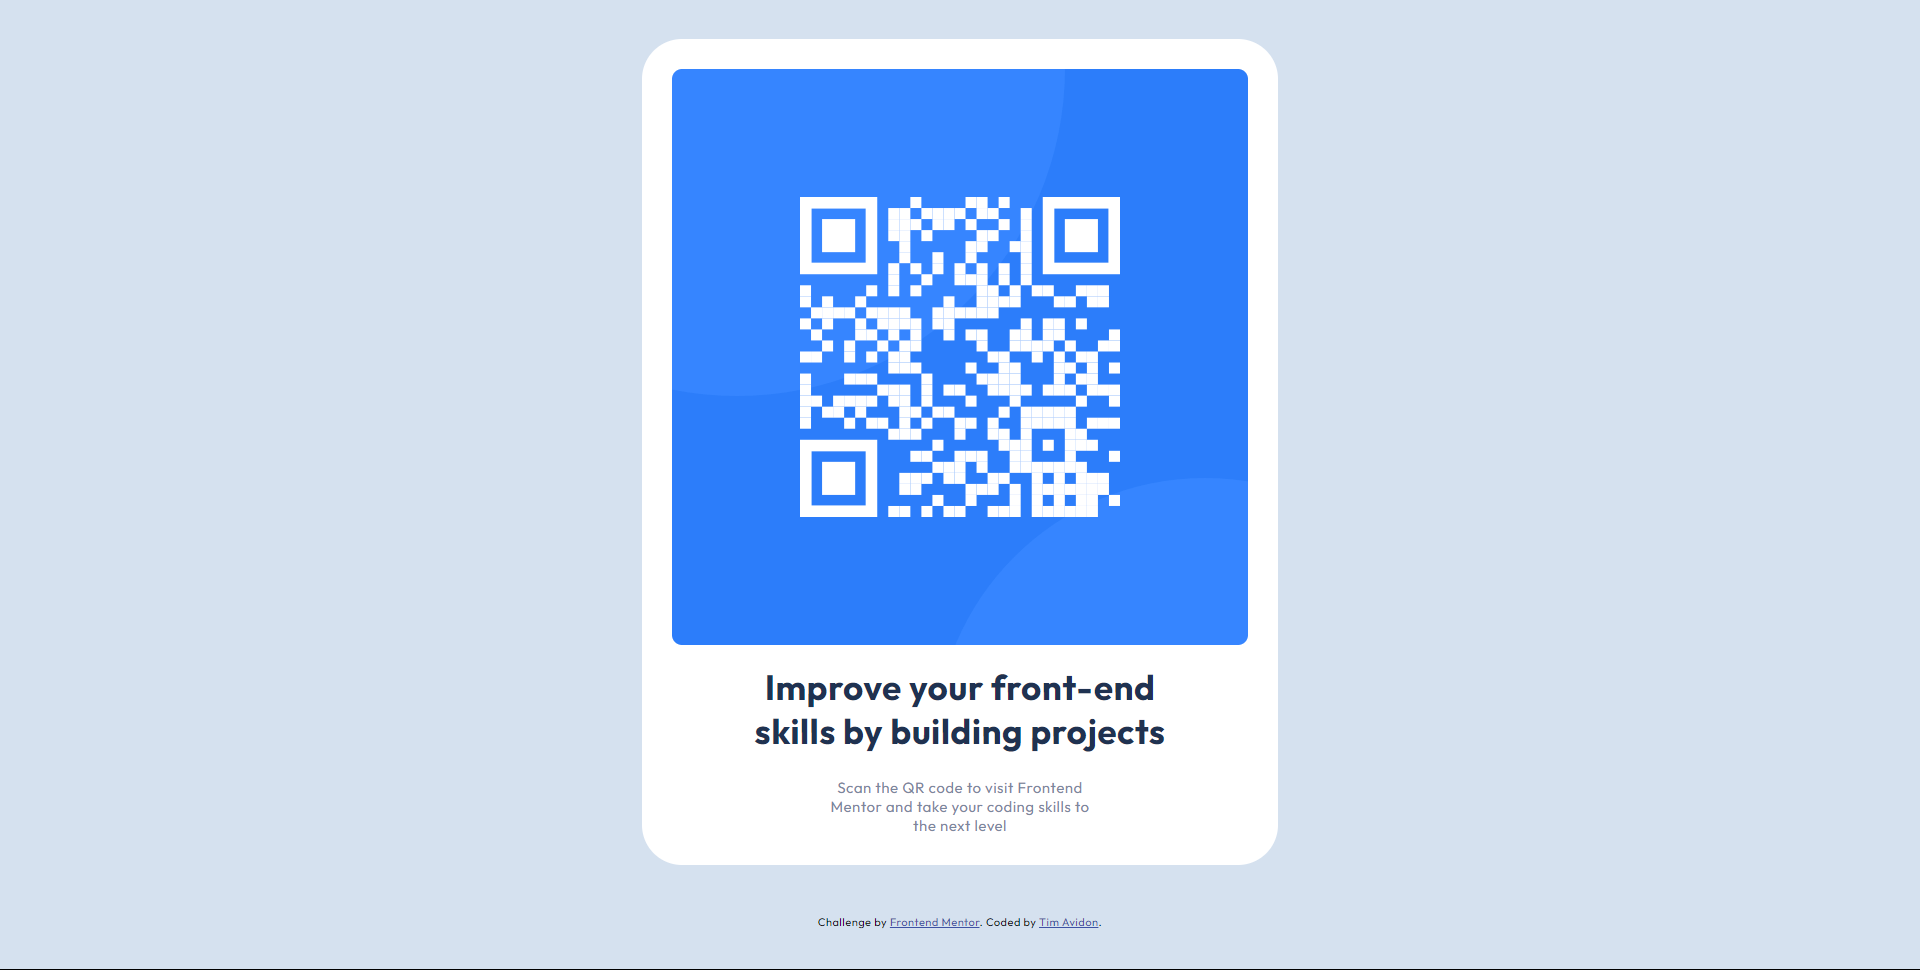 Improve your front-end
skills by building projects
Scan the QR code to visit Frontend
Mentor and take your coding skills to
the next level
Challenge by Frontend Mentor. Coded by Tim Avidon.